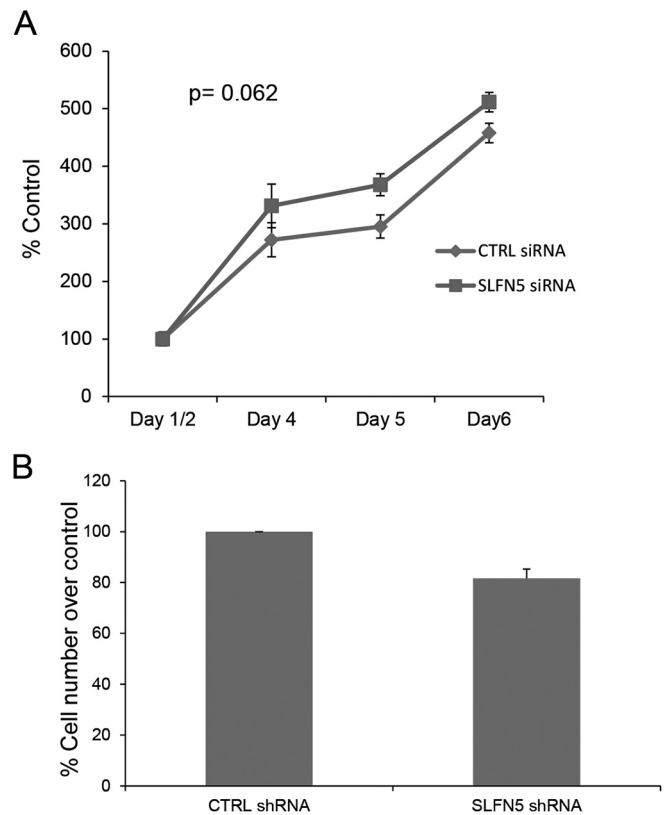 A
600
500
400
300
200
100
0
% Control
p= 0.062
CTRL siRNA
SLFN5 siRNA
Day 1/2 Day 4 Day 5 Day6
B
120
100
80
60
40
20
0
% Cell number over control
CTRL shRNA SLFN5 shRNA